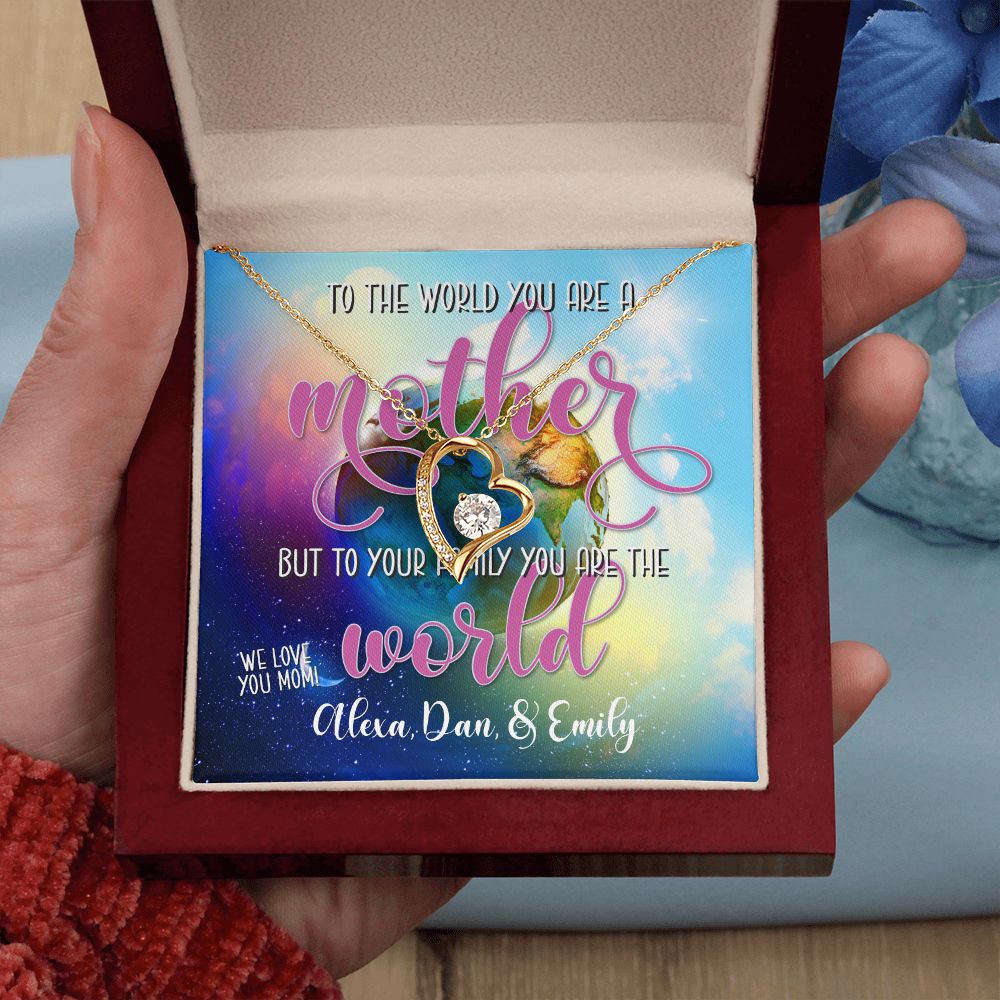 TO THE WORLD YOU ARE A
mother
BUT TO YOUR FAMILY YOU ARE THE
world
WE LOVE
YOU MOM!
Alexa, Dan, & Emily